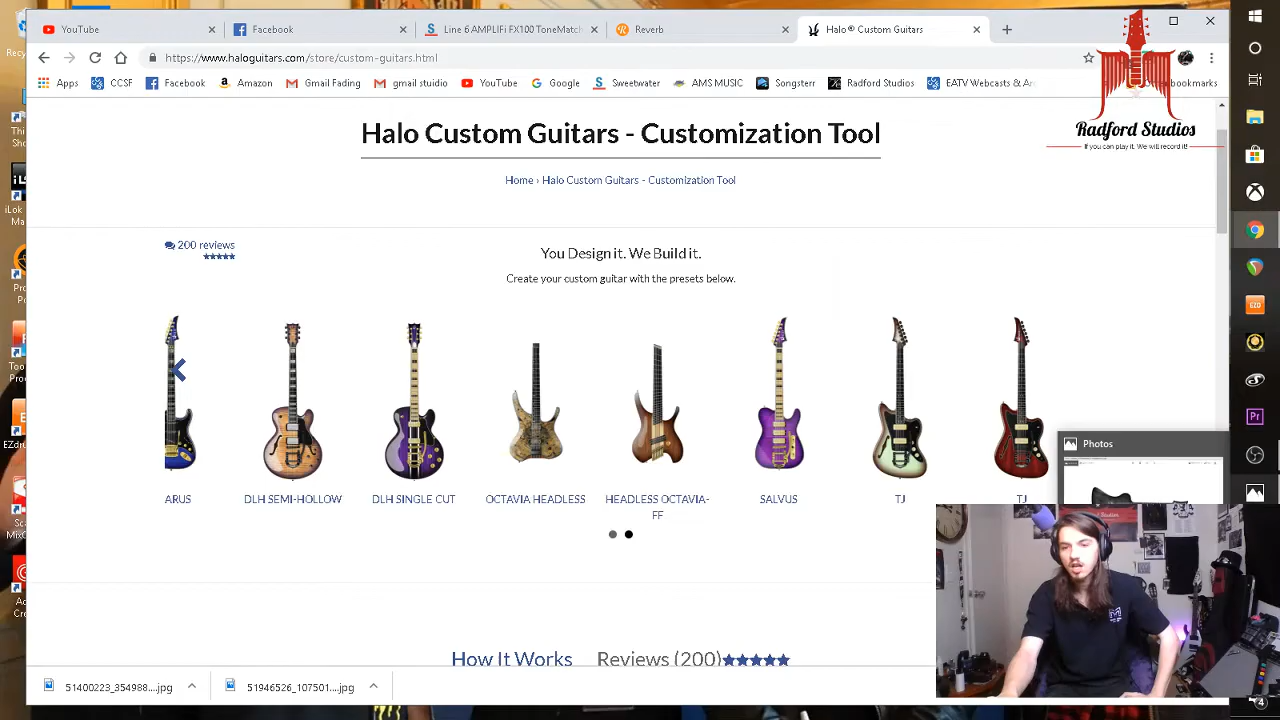 YouTube
Facebook
Line 6 AMPLIFi FX100 ToneMatch
Reverb
Halo® Custom Guitars
https://www.haloguitars.com/store/custom-guitars.h
Apps
CCSF
Facebook
Amazon
Gmail Fading
gmail stuidio
YouTube
Google
Sweetwater
AMS MUSIC
Songsterr
Radford Studios
EATV Webcasts & Ar
bookmarks
Radford Studios
If you can play it. We will record it!
Halo Custom Guitars - Customization Tool
Home › Halo Custom Guitars - Customization Tool
200 reviews
You Design it. We Build it.
Create your custom guitar with the presets below.
ARUS
DLH SEMI-HOLLOW
DLH SINGLE CUT
OCTAVIA HEADLESS
HEADLESS OCTAVIA-
FF
SALVUS
TJ
TJ
Photos
How It Works
Reviews (200)
51400223_354988....jpg
51946526_107501....jpg
EZD
Pr
4